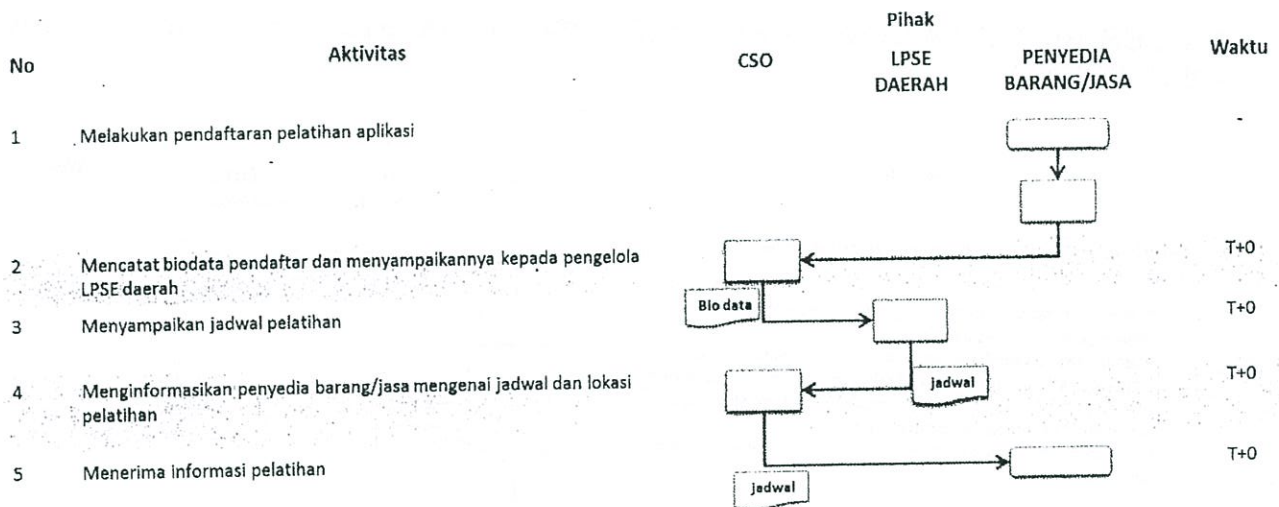 Pihak
No Aktivitas CSO LPSE DAERAH PENYEDIA BARANG/JASA Waktu
1 Melakukan pendaftaran pelatihan aplikasi -
2 Mencatat biodata pendaftar dan menyampaikannya kepada pengelola T+0
LPSE daerah
Bio data
3 Menyampaikan jadwal pelatihan T+0
4 Menginformasikan penyedia barang/jasa mengenai jadwal dan lokasi T+0
pelatihan
jadwal
5 Menerima informasi pelatihan T+0
jadwal